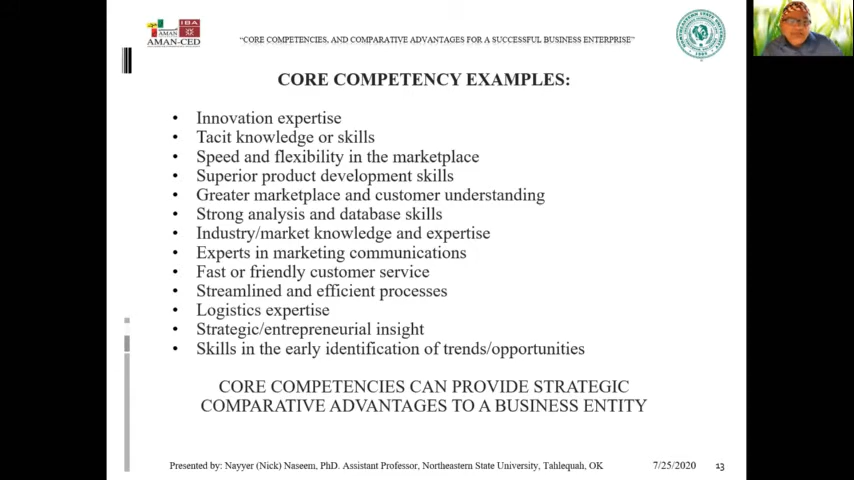 AMAN
IBA
AMAN-CED
“CORE COMPETENCIES, AND COMPARATIVE ADVANTAGES FOR A SUCCESSFUL BUSINESS ENTERPRISE”
CORE COMPETENCY EXAMPLES:
• Innovation expertise
• Tacit knowledge or skills
• Speed and flexibility in the marketplace
• Superior product development skills
• Greater marketplace and customer understanding
• Strong analysis and database skills
• Industry/market knowledge and expertise
• Experts in marketing communications
• Fast or friendly customer service
• Streamlined and efficient processes
• Logistics expertise
• Strategic/entrepreneurial insight
• Skills in the early identification of trends/opportunities
CORE COMPETENCIES CAN PROVIDE STRATEGIC
COMPARATIVE ADVANTAGES TO A BUSINESS ENTITY
Presented by: Nayyer (Nick) Naseem, PhD. Assistant Professor, Northeastern State University, Tahlequah, OK 7/25/2020 13